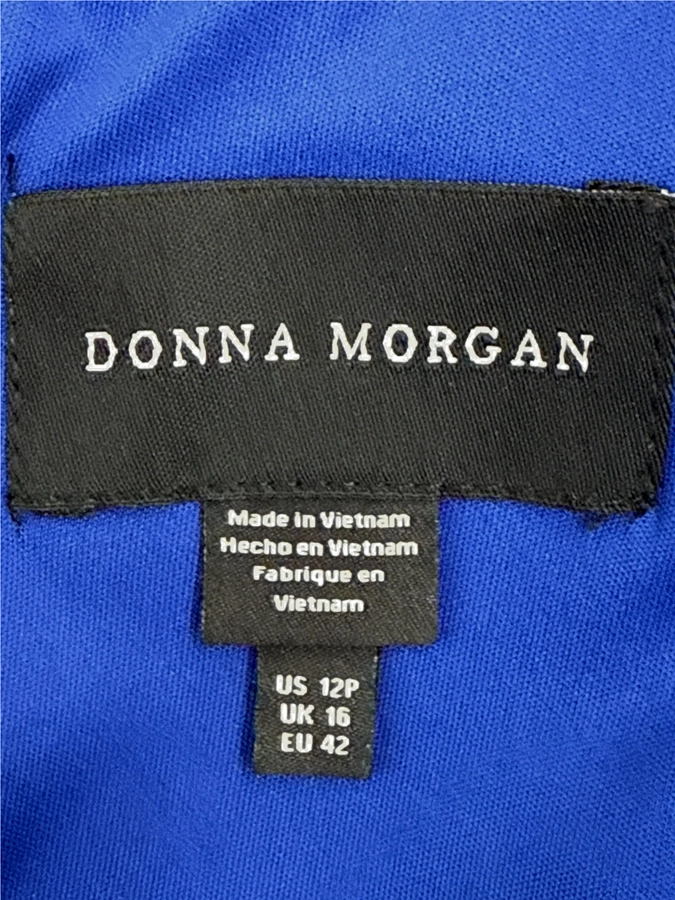 DONNA MORGAN
Made in Vietnam
Hecho en Vietnam
Fabrique en
Vietnam
US 12P
UK 16
EU 42